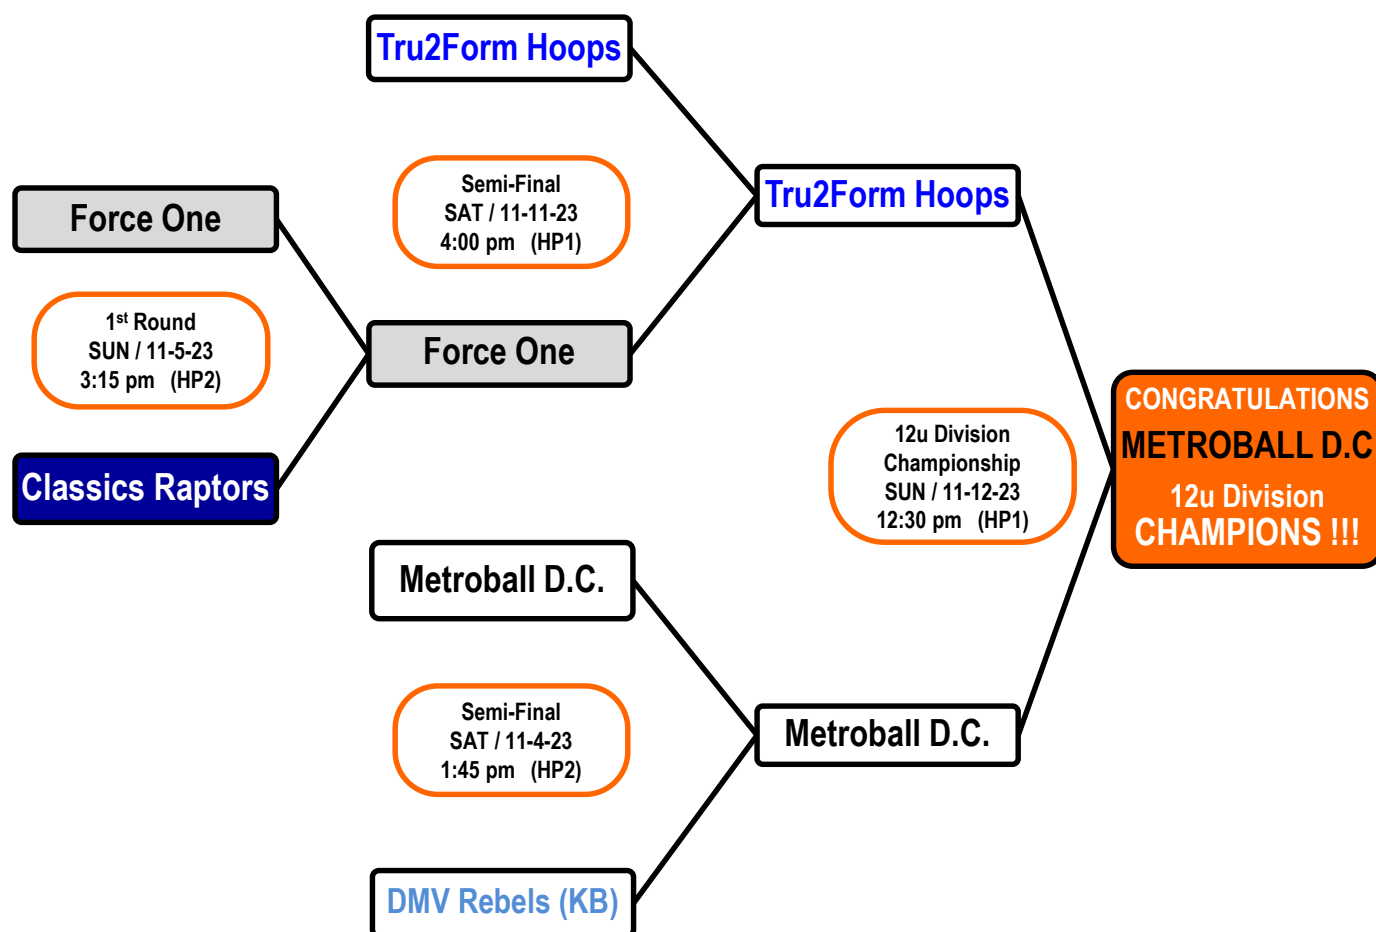 Tru2Form Hoops
Semi-Final
SAT / 11-11-23
4:00 pm (HP1)
Tru2Form Hoops
Force One
1st Round
SUN / 11-5-23
3:15 pm (HP2)
Force One
Classics Raptors
12u Division
Championship
SUN / 11-12-23
12:30 pm (HP1)
CONGRATULATIONS
METROBALL D.C
12u Division
CHAMPIONS !!!
Metroball D.C.
Semi-Final
SAT / 11-4-23
1:45 pm (HP2)
Metroball D.C.
DMV Rebels (KB)